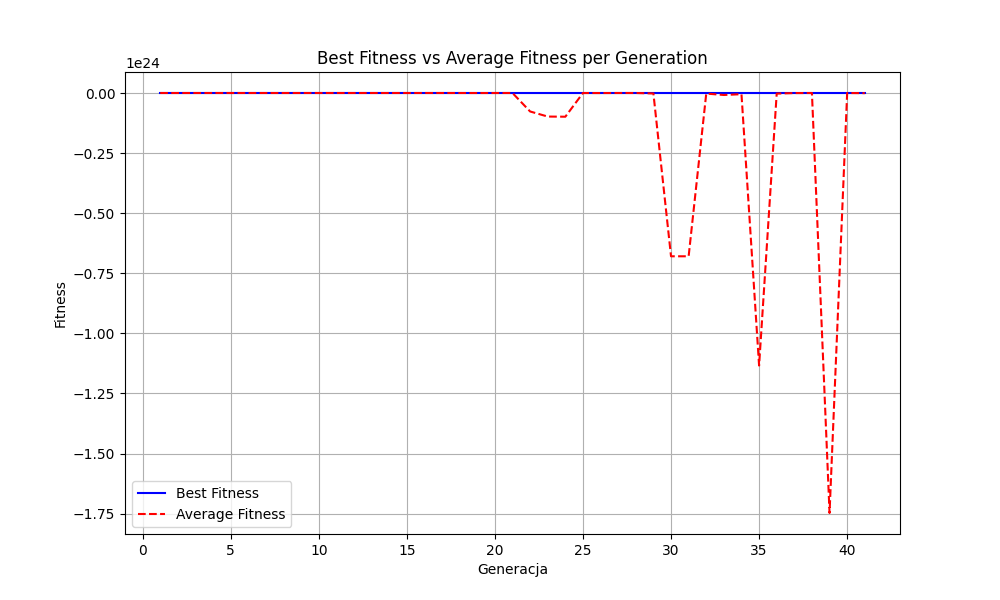 Best Fitness vs Average Fitness per Generation
1e24
0.00
−0.25
−0.50
−0.75
−1.00
−1.25
−1.50
−1.75
Fitness
Best Fitness
Average Fitness
0 5 10 15 20 25 30 35 40
Generacja